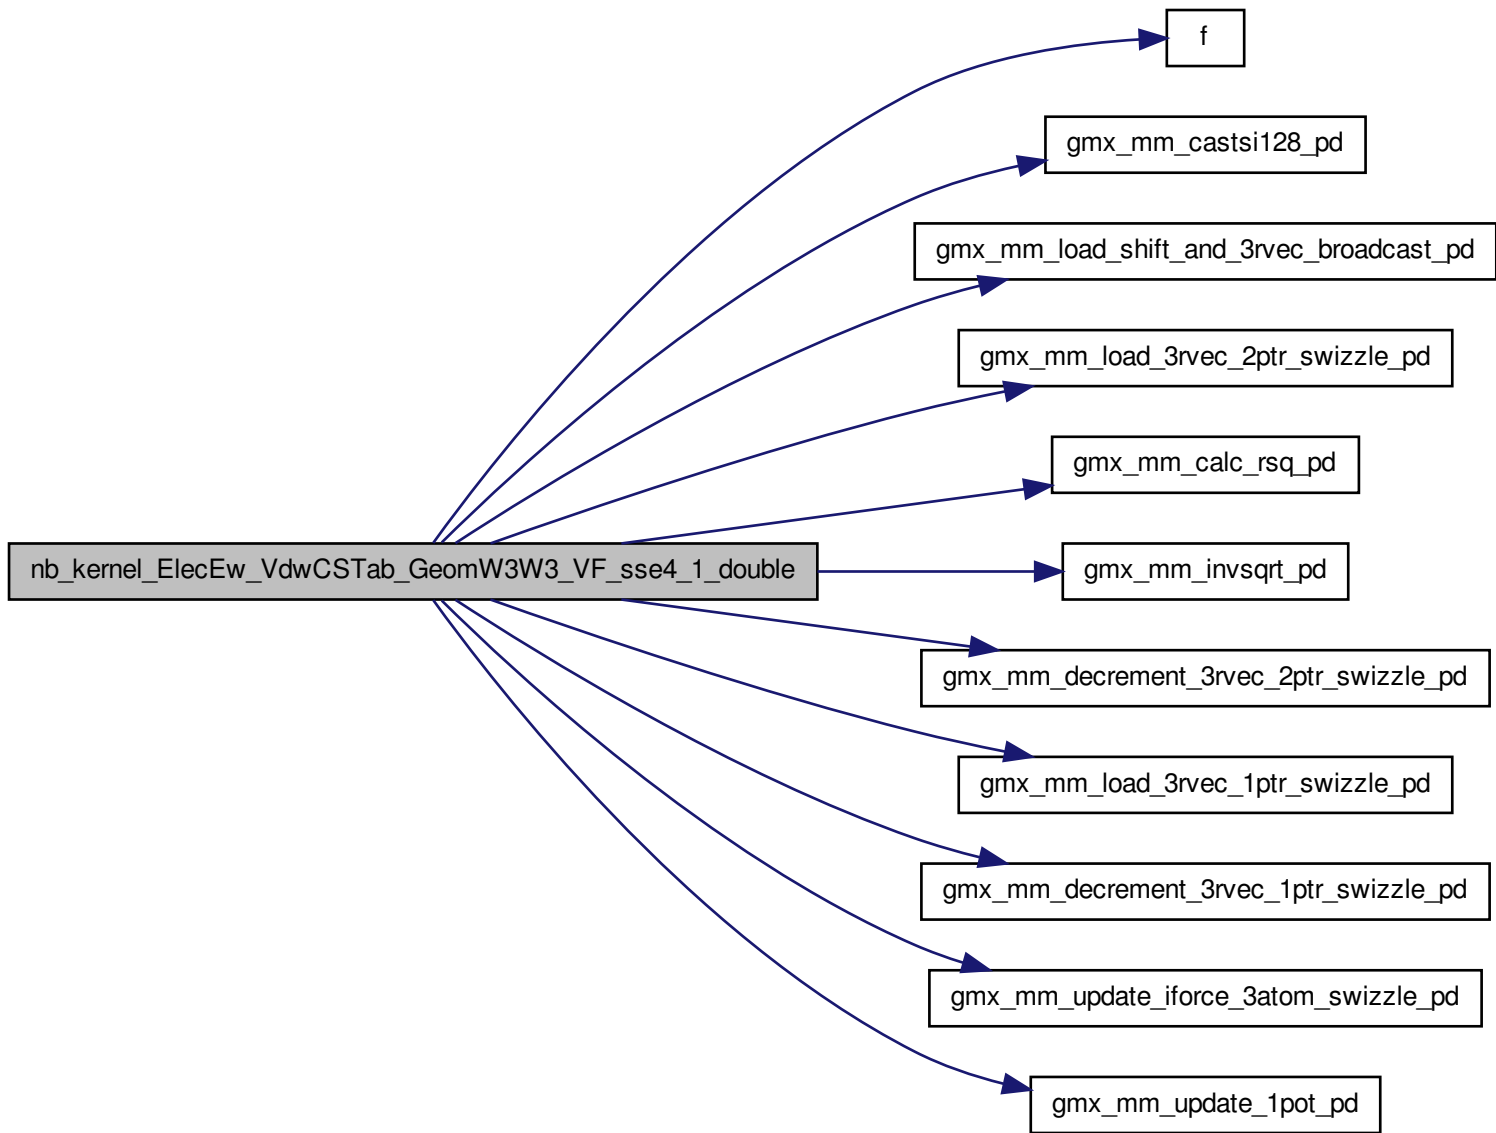 f
gmx_mm_castsi128_pd
gmx_mm_load_shift_and_3rvec_broadcast_pd
gmx_mm_load_3rvec_2ptr_swizzle_pd
gmx_mm_calc_rsq_pd
nb_kernel_ElecEw_VdwCSTab_GeomW3W3_VF_sse4_1_double
gmx_mm_invsqrt_pd
gmx_mm_decrement_3rvec_2ptr_swizzle_pd
gmx_mm_load_3rvec_1ptr_swizzle_pd
gmx_mm_decrement_3rvec_1ptr_swizzle_pd
gmx_mm_update_iforce_3atom_swizzle_pd
gmx_mm_update_1pot_pd